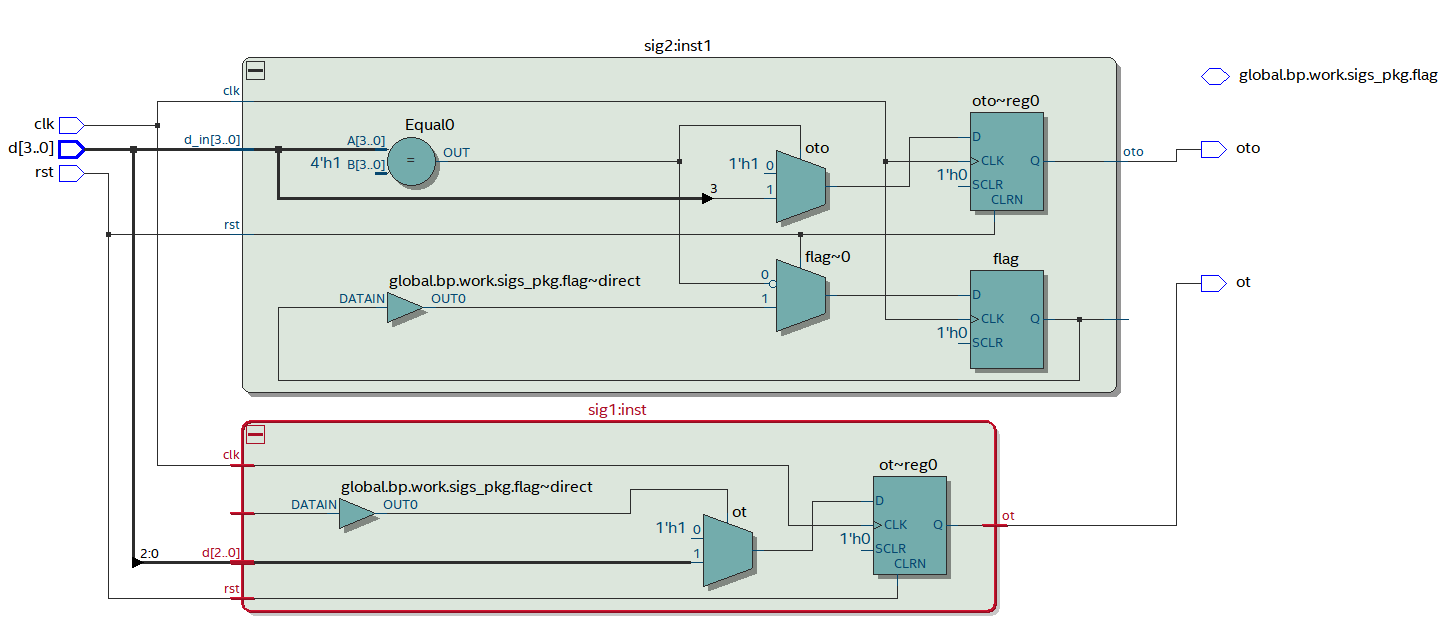 sig2:inst1
global.bp.work.sigs_pkg.flag
clk
oto~reg0
clk
Equal0
d[3..0]
d_in[3..0]
A[3..0]
D
oto
oto
OUT
=
4'h1 B[3..0]
1'h1 0
CLK Q
oto
rst
1'h0
SCLR
3
1
CLRN
rst
flag~0
flag
0
global.bp.work.sigs_pkg.flag~direct
ot
DATAIN OUT0
1
D
CLK Q
1'h0
SCLR
sig1:inst
clk
ot~reg0
global.bp.work.sigs_pkg.flag~direct
DATAIN OUT0
D
ot
ot
1'h1 0
CLK Q
1'h0
SCLR
2:0
d[2..0]
1
CLRN
rst